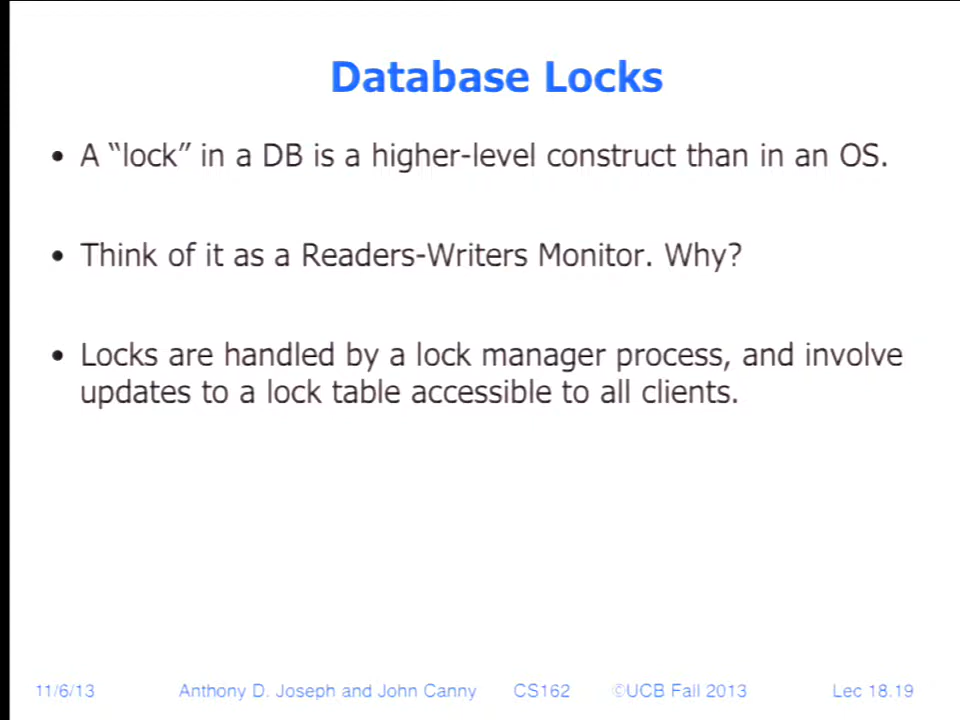 Database Locks
• A “lock” in a DB is a higher-level construct than in an OS.
• Think of it as a Readers-Writers Monitor. Why?
• Locks are handled by a lock manager process, and involve
updates to a lock table accessible to all clients.
11/6/13 Anthony D. Joseph and John Canny CS162 ©UCB Fall 2013 Lec 18.19